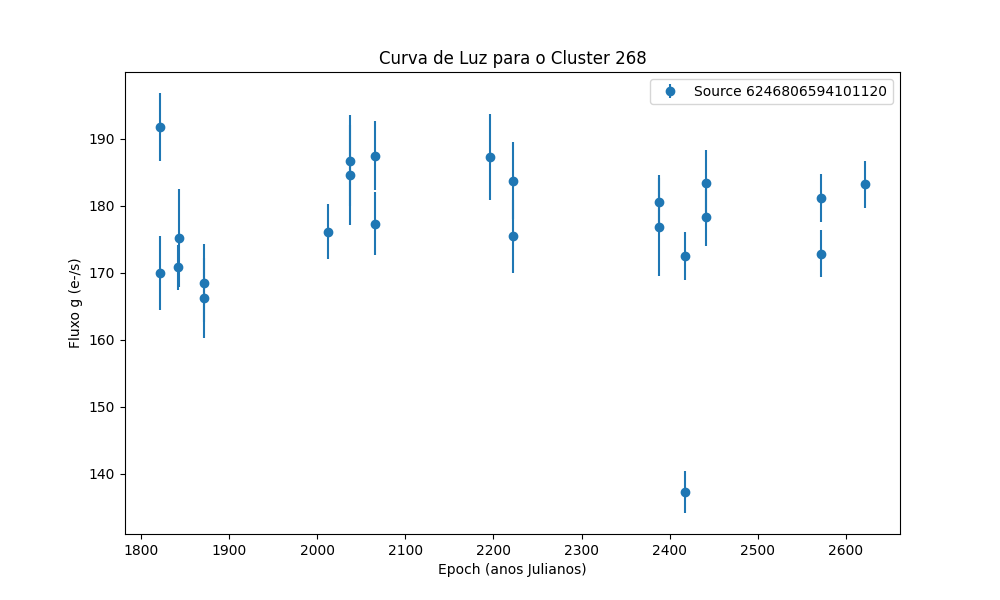 Curva de Luz para o Cluster 268
Source 6246806594101120
Fluxo g (e-/s)
190
180
170
160
150
140
1800 1900 2000 2100 2200 2300 2400 2500 2600
Epoch (anos Julianos)